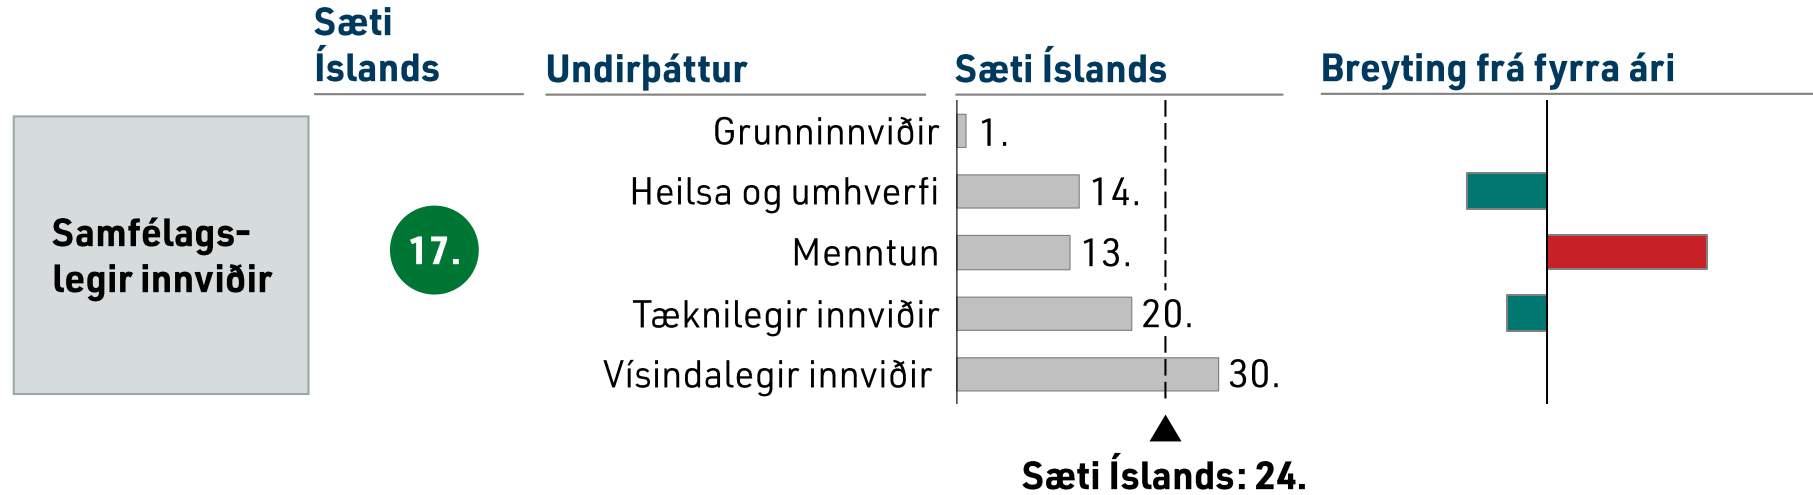 Sæti
Íslands
Undirþáttur
Sæti Íslands
Breyting frá fyrra ári
Samfélags-
legir innviðir
17.
Grunninnviðir
1.
Heilsa og umhverfi
14.
Menntun
13.
Tæknilegir innviðir
20.
Vísindalegir innviðir
30.
Sæti Íslands: 24.